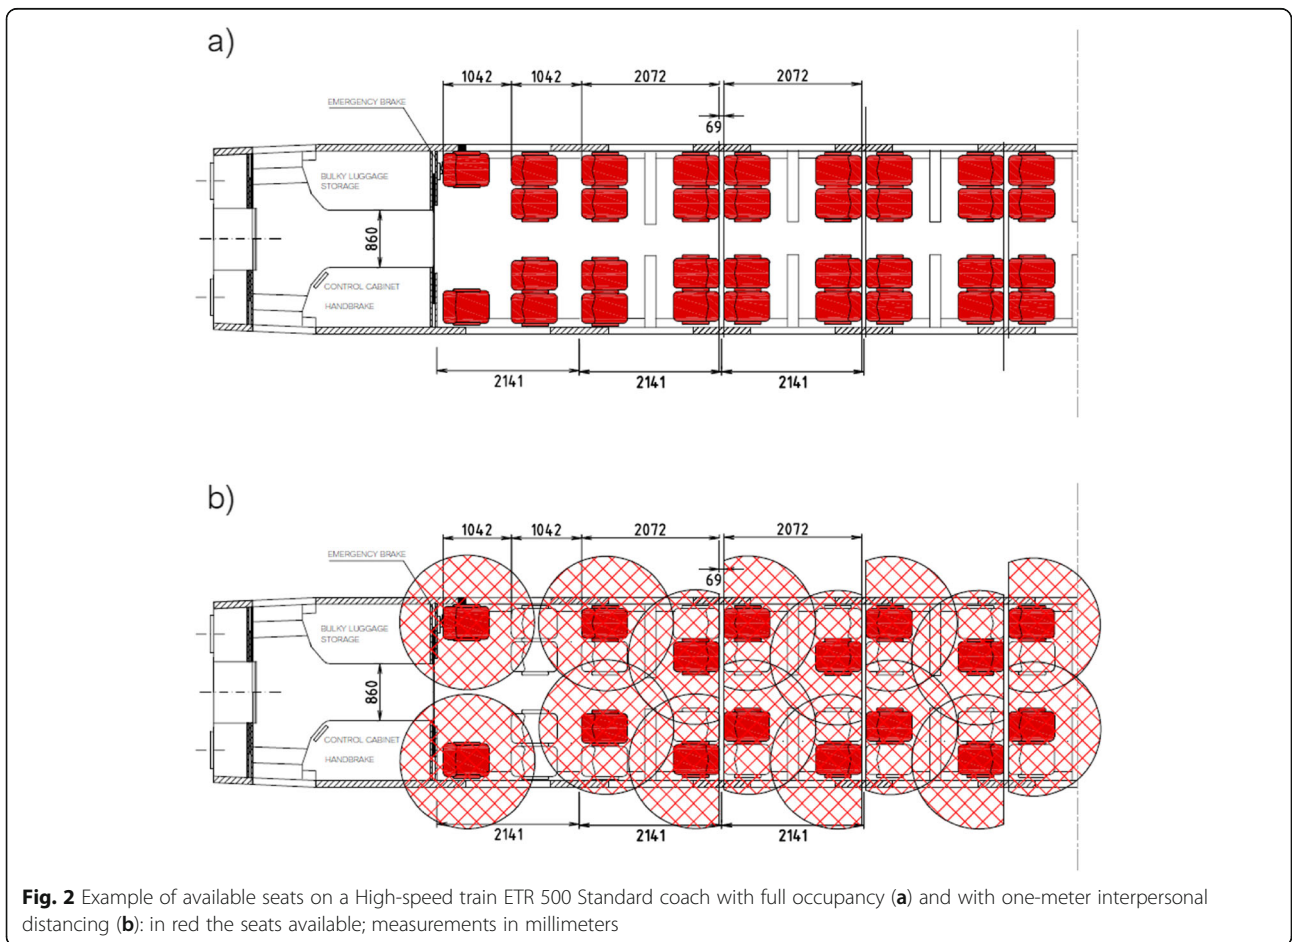 a)
1042
1042
2072
2072
EMERGENCY BRAKE
69
BULKY LUGGAGE
STORAGE
860
CONTROL CABINET
HANDBRAKE
2141
2141
2141
b)
1042
1042
2072
2072
EMERGENCY BRAKE
69
BULKY LUGGAGE
STORAGE
860
CONTROL CABINET
HANDBRAKE
2141
2141
2141
Fig. 2 Example of available seats on a High-speed train ETR 500 Standard coach with full occupancy (a) and with one-meter interpersonal
distancing (b): in red the seats available; measurements in millimeters